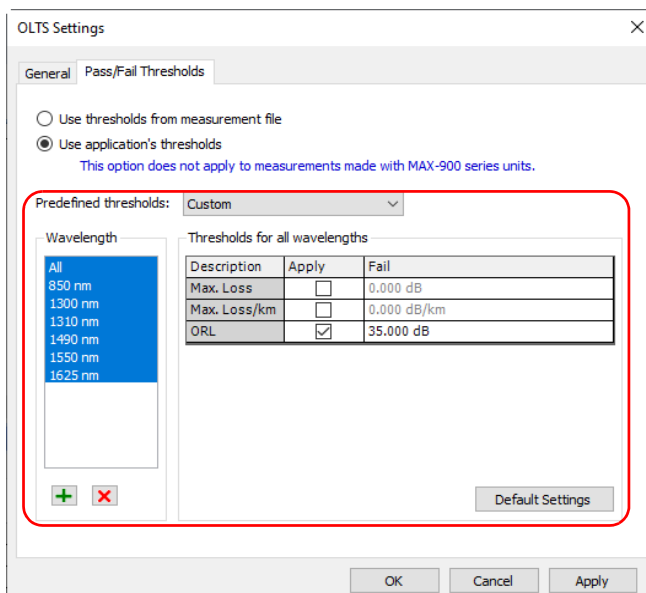 OLTS Settings
General Pass/Fail Thresholds
Use thresholds from measurement file
Use application's thresholds
This option does not apply to measurements made with MAX-900 series units.
Predefined thresholds: Custom
Wavelength
All
850 nm
1300 nm
1310 nm
1490 nm
1550 nm
1625 nm
Thresholds for all wavelengths
Description Apply Fail
Max. Loss 0.000 dB
Max. Loss/km 0.000 dB/km
ORL 35.000 dB
Default Settings
OK Cancel Apply